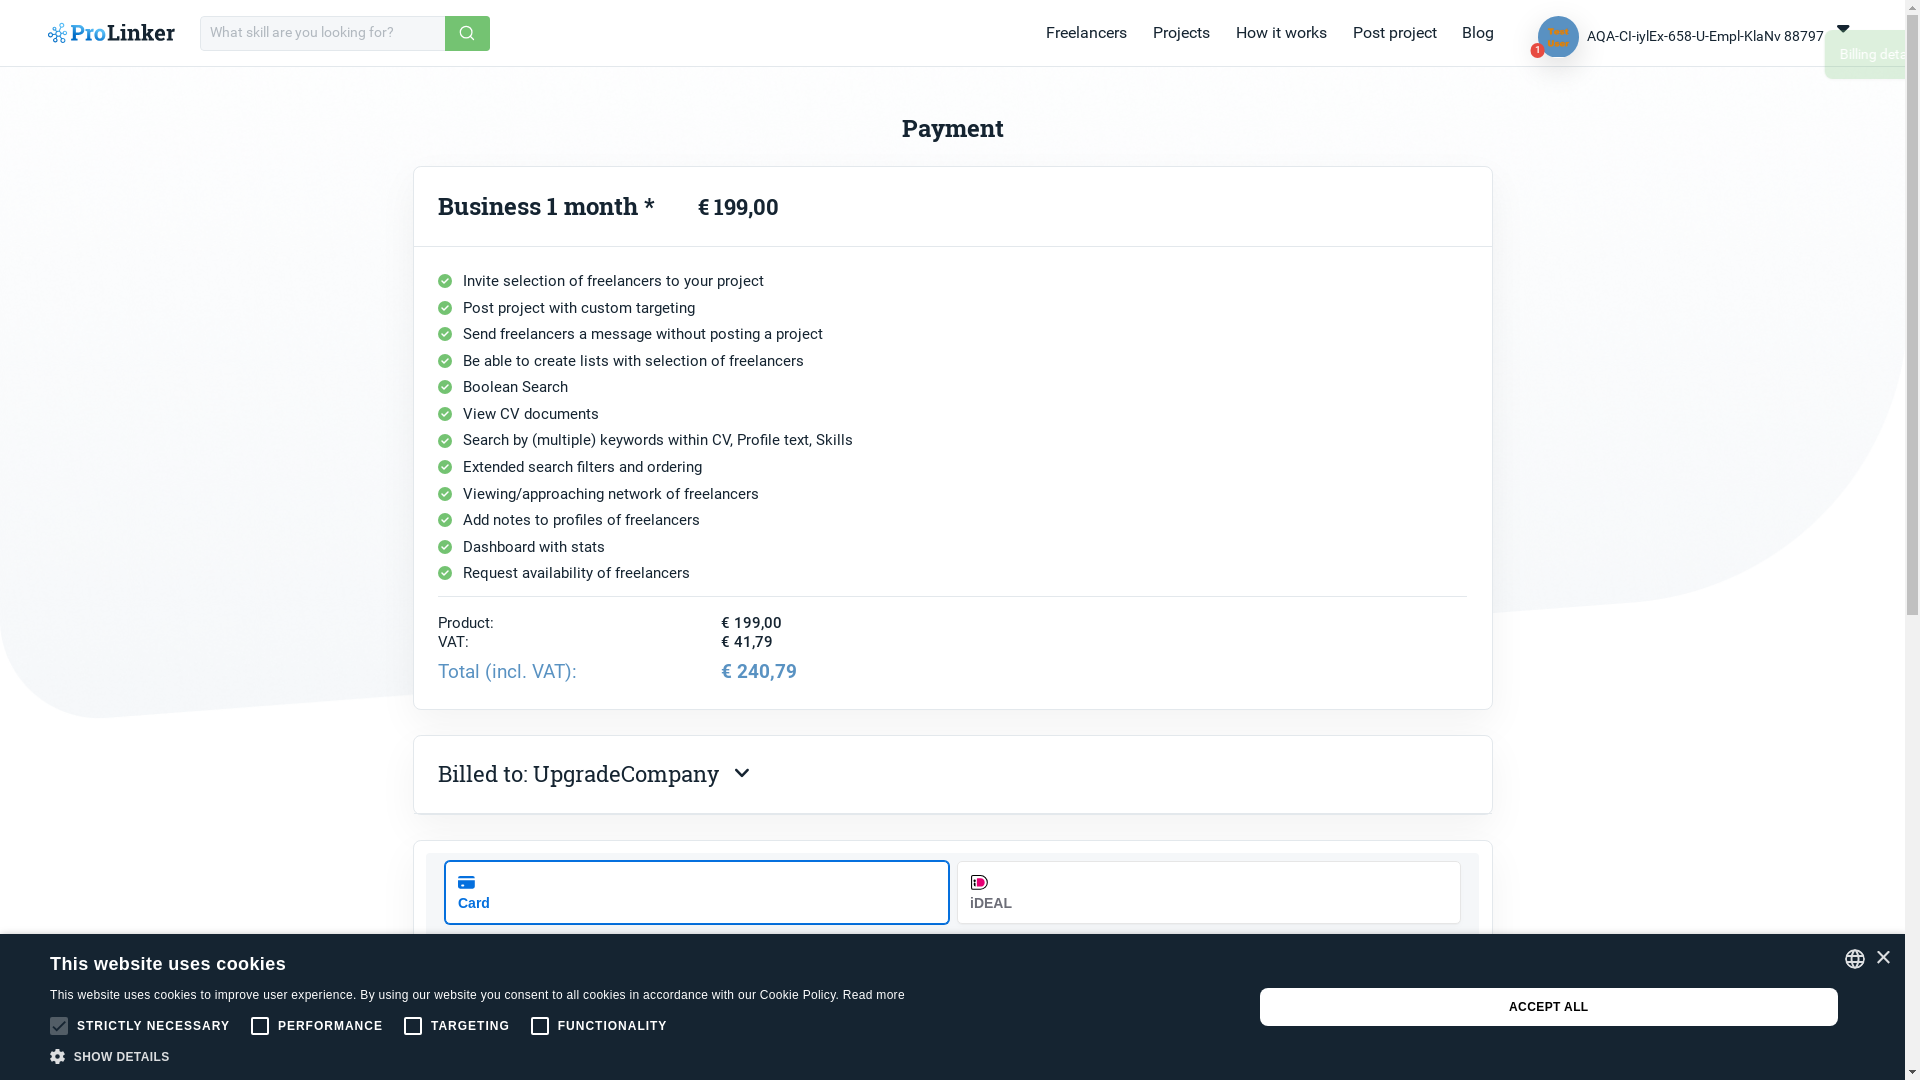 ProLinker
What skill are you looking for?
Freelancers
Projects
How it works
Post project
Blog
Test
User
1
AQA-CI-iylEx-658-U-Empl-KlaNv 88797
Billing
Payment
Business 1 month *
€ 199,00
Invite selection of freelancers to your project
Post project with custom targeting
Send freelancers a message without posting a project
Be able to create lists with selection of freelancers
Boolean Search
View CV documents
Search by (multiple) keywords within CV, Profile text, Skills
Extended search filters and ordering
Viewing/approaching network of freelancers
Add notes to profiles of freelancers
Dashboard with stats
Request availability of freelancers
Product: € 199,00
VAT: € 41,79
Total (incl. VAT): € 240,79
Billed to: UpgradeCompany
Card
iDEAL
This website uses cookies
This website uses cookies to improve user experience. By using our website you consent to all cookies in accordance with our Cookie Policy. Read more
STRICTLY NECESSARY
PERFORMANCE
TARGETING
FUNCTIONALITY
SHOW DETAILS
ACCEPT ALL